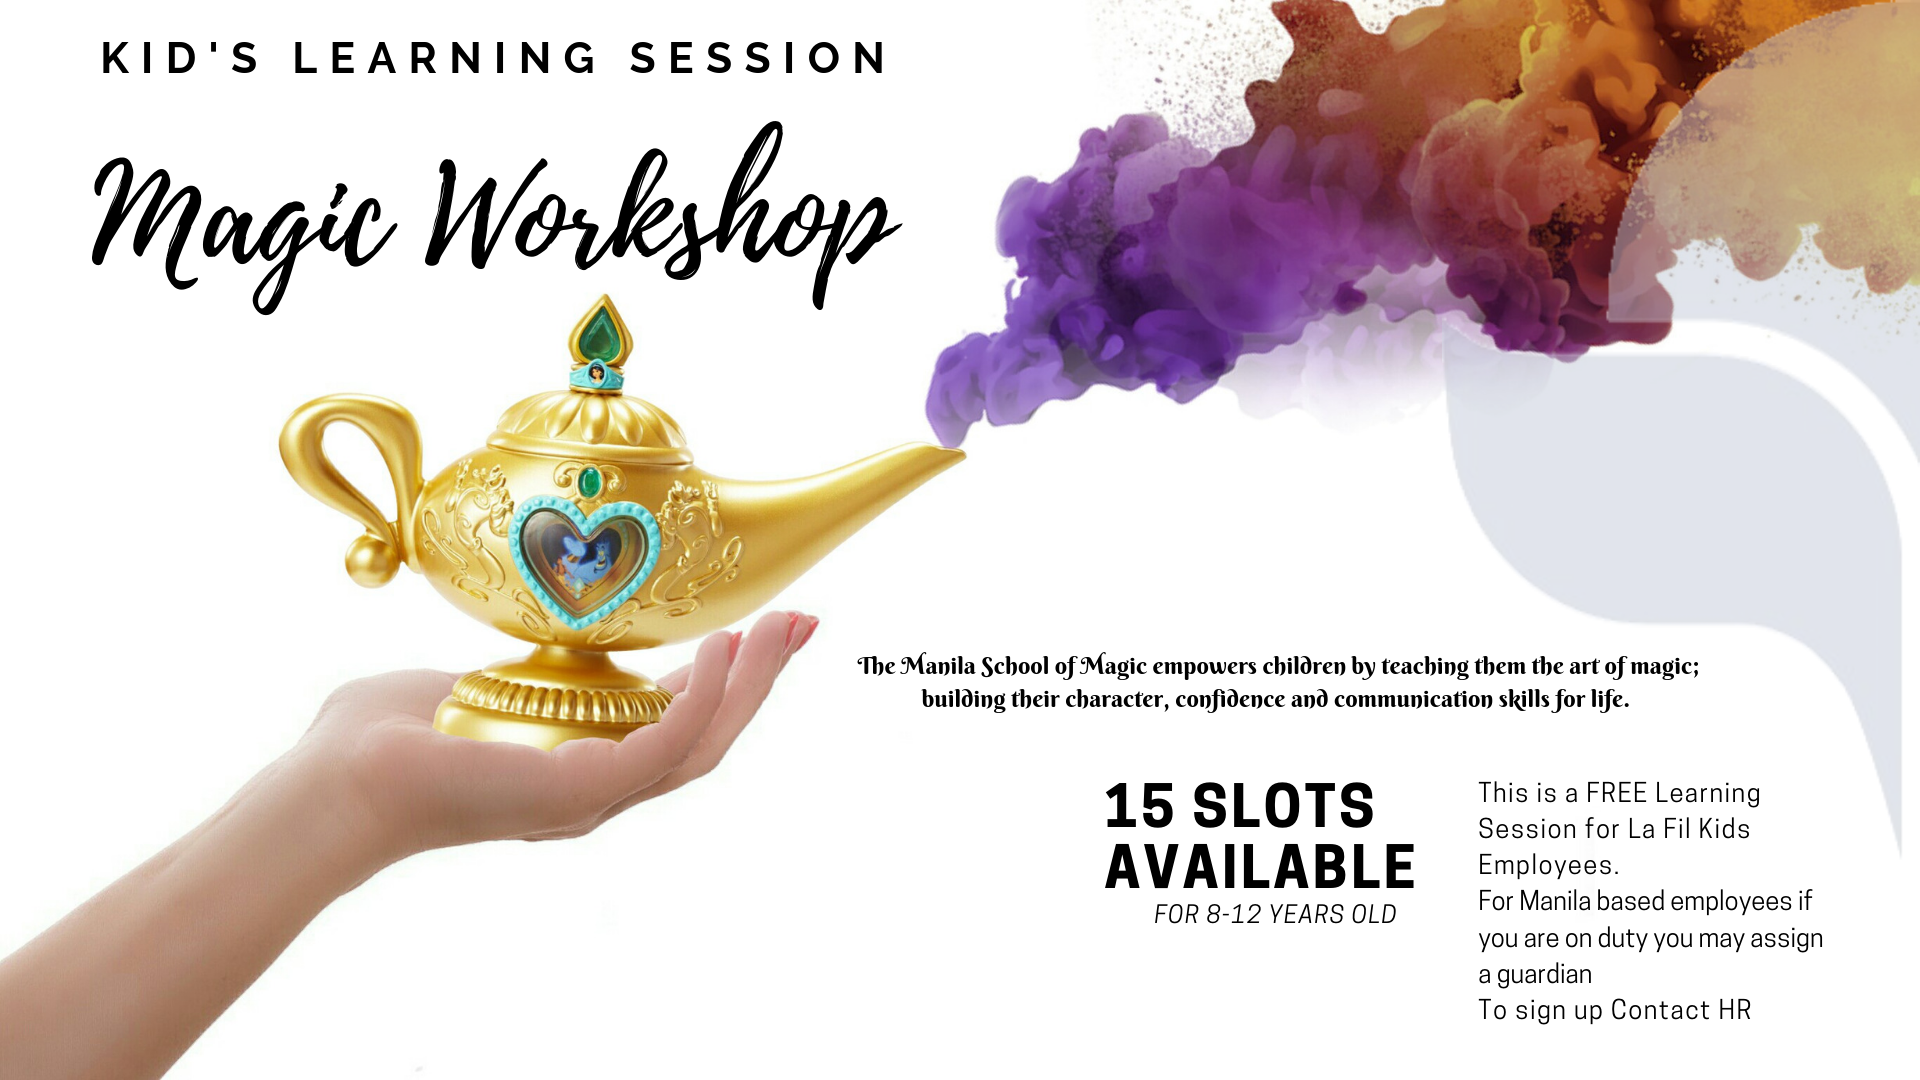 KID'S LEARNING SESSION
Magic Workshop
The Manila School of Magic empowers children by teaching them the art of magic;
building their character, confidence and communication skills for life.
15 SLOTS
AVAILABLE
FOR 8-12 YEARS OLD
This is a FREE Learning
Session for La Fil Kids
Employees.
For Manila based employees if
you are on duty you may assign
a guardian
To sign up Contact HR